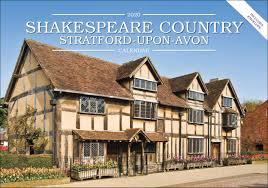 2020
SHAKESPEARE COUNTRY
STRATFORD-UPON-AVON
CALENDAR